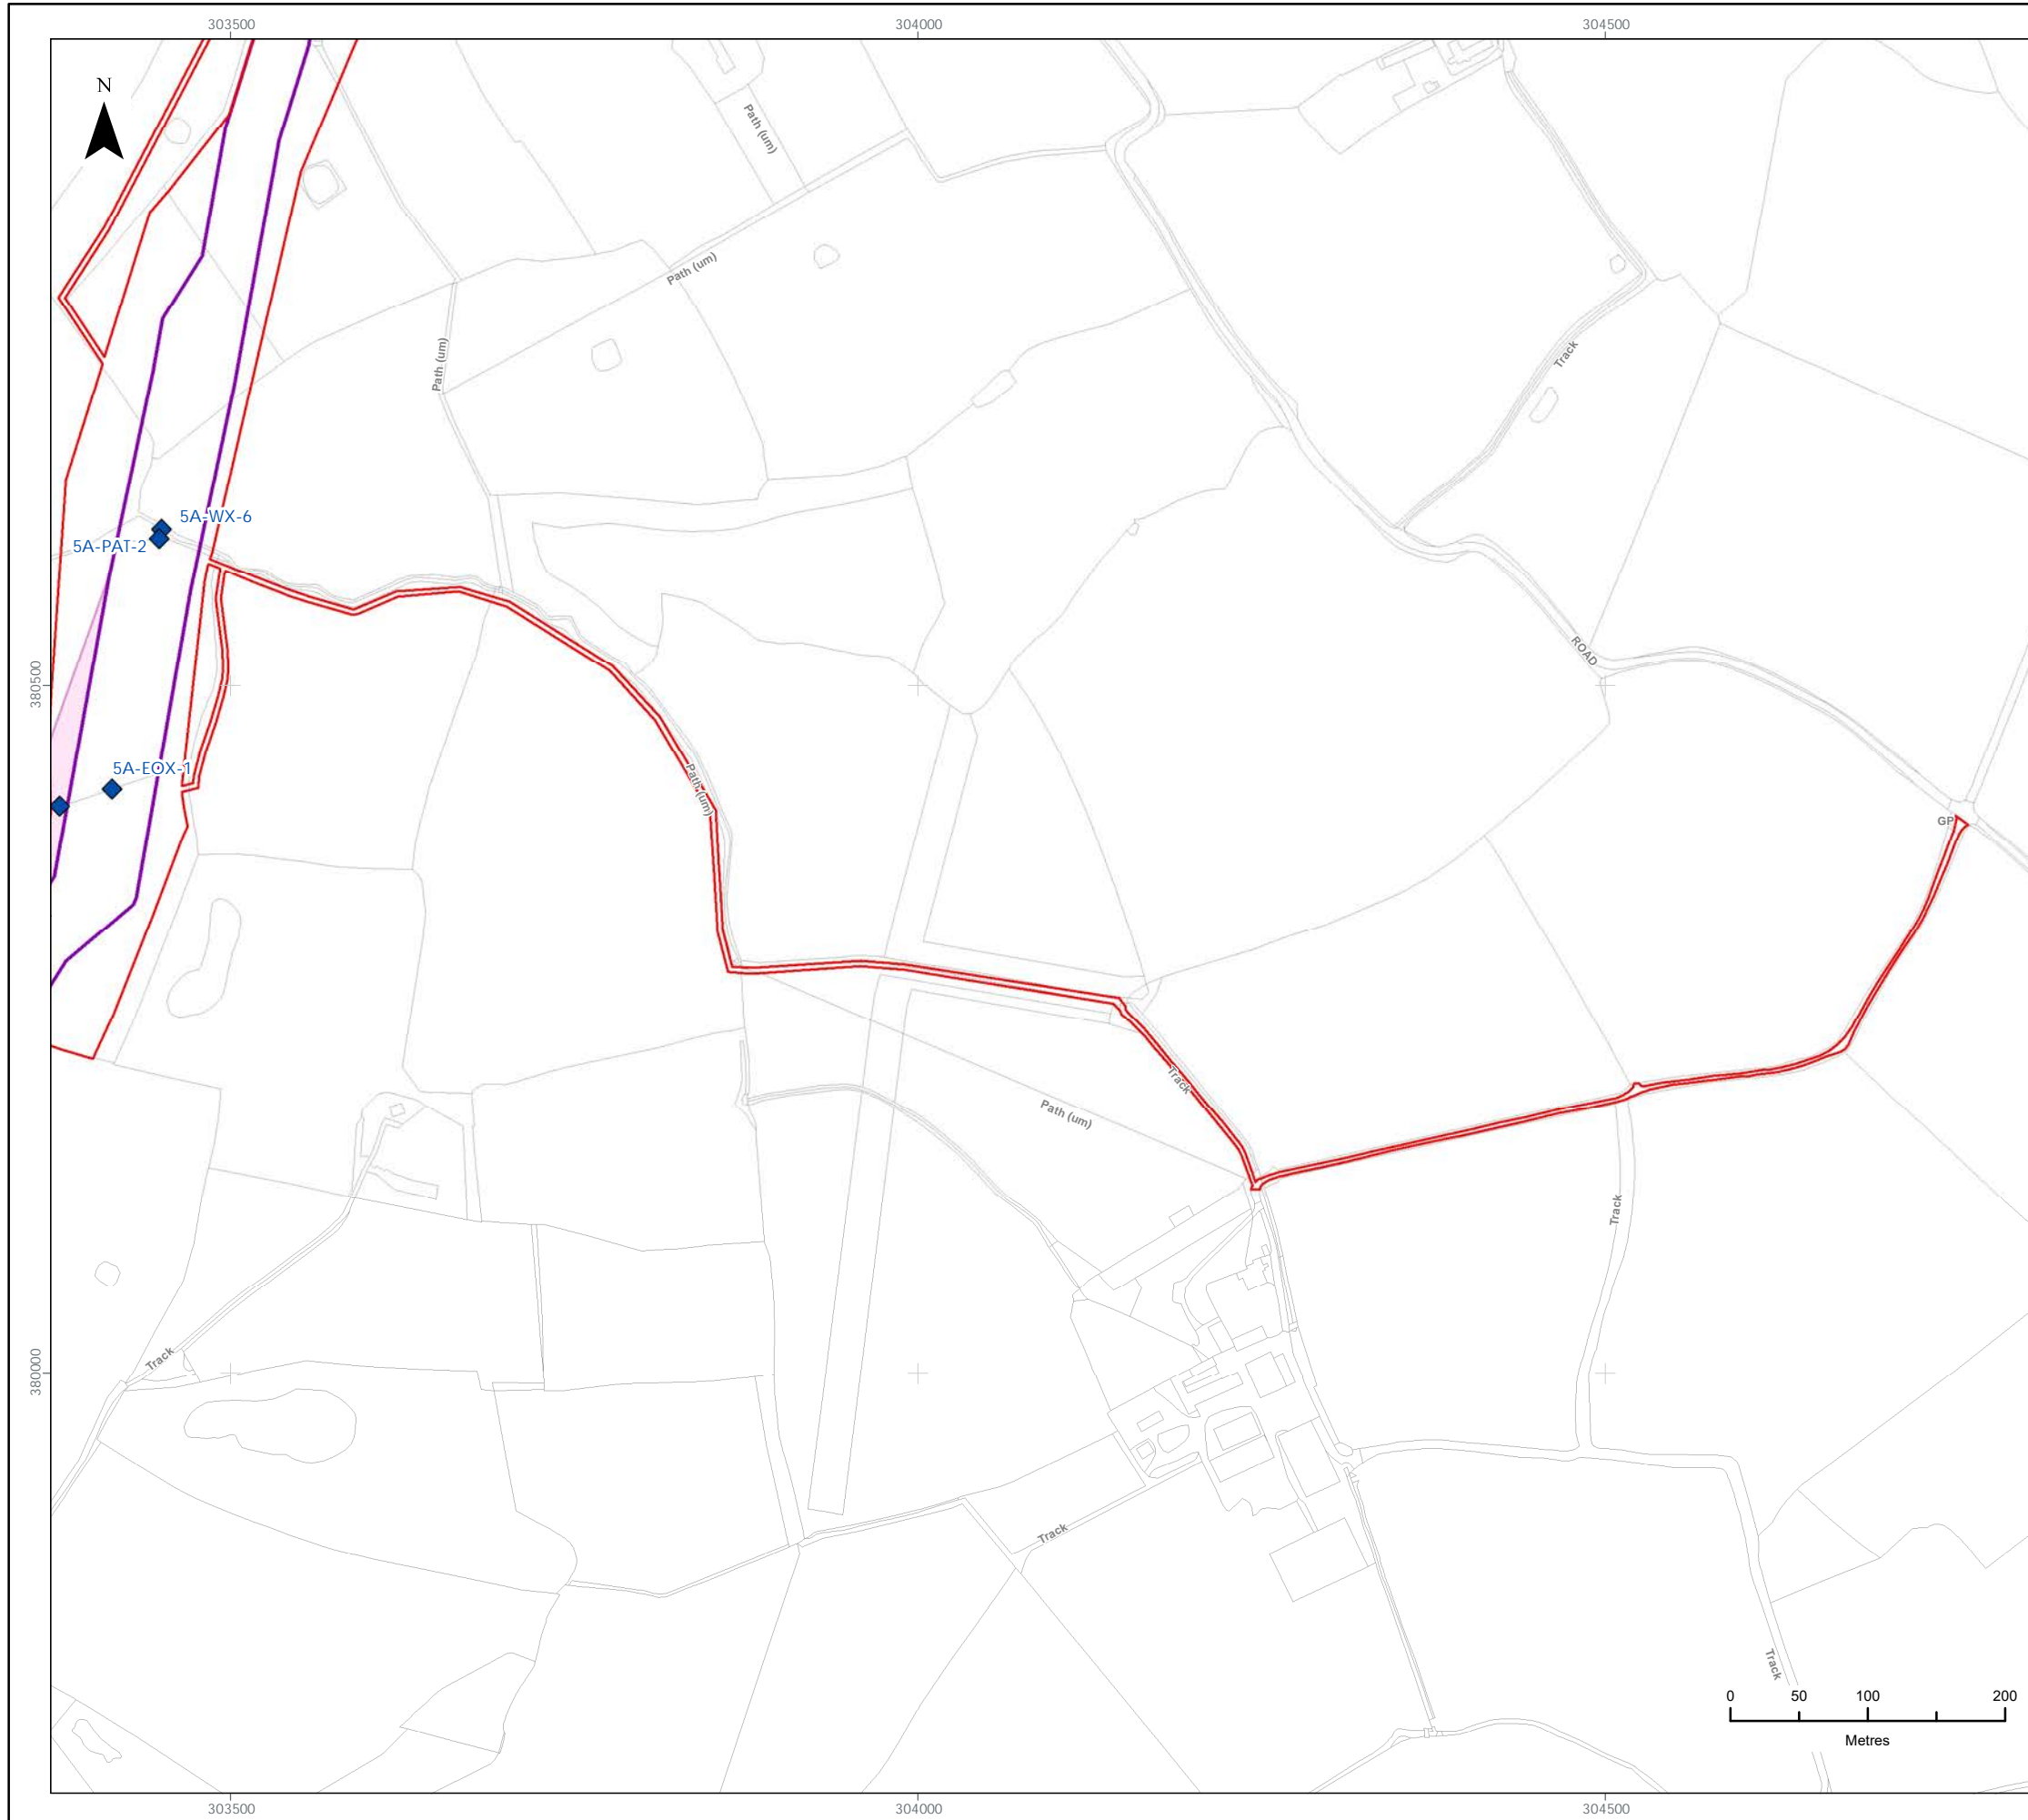 303500
304000
304500
N
Path (um)
Path (um)
Path (um)
Track
5A-WX-6
5A-PAT-2
ROAD
380500
5A-EOX-1
Path (um)
GP
Track
Path (um)
Track
Track
380000
Track
Track
0
50
100
200
Metres
303500
304000
304500